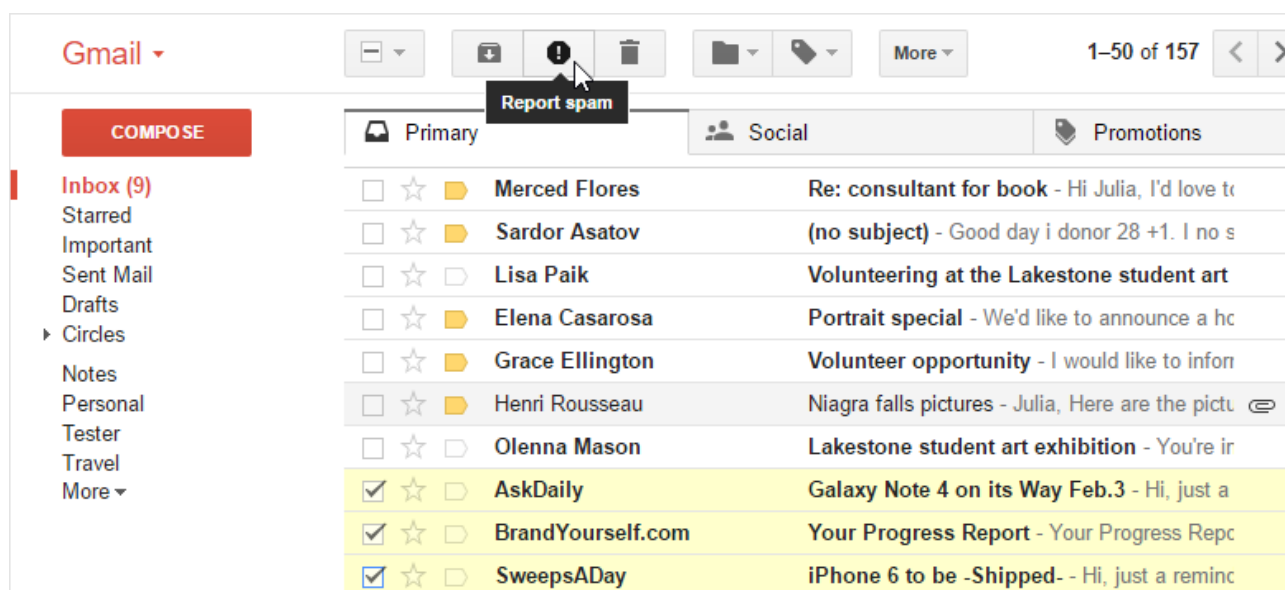 Gmail
More
1–50 of 157
Report spam
COMPOSE
Primary
Social
Promotions
Inbox (9)
Starred
Important
Sent Mail
Drafts
Circles
Notes
Personal
Tester
Travel
More
Merced Flores Re: consultant for book - Hi Julia, I'd love to
Sardor Asatov (no subject) - Good day i donor 28 +1. I no s
Lisa Paik Volunteering at the Lakestone student art
Elena Casarosa Portrait special - We'd like to announce a
Grace Ellington Volunteer opportunity - I would like to
Henri Rousseau Niagra falls pictures - Julia, Here are the
Olenna Mason Lakestone student art exhibition - You're
AskDaily Galaxy Note 4 on its Way Feb.3 - Hi, just a
BrandYourself.com Your Progress Report - Your Progress
SweepsADay iPhone 6 to be -Shipped- - Hi, just a